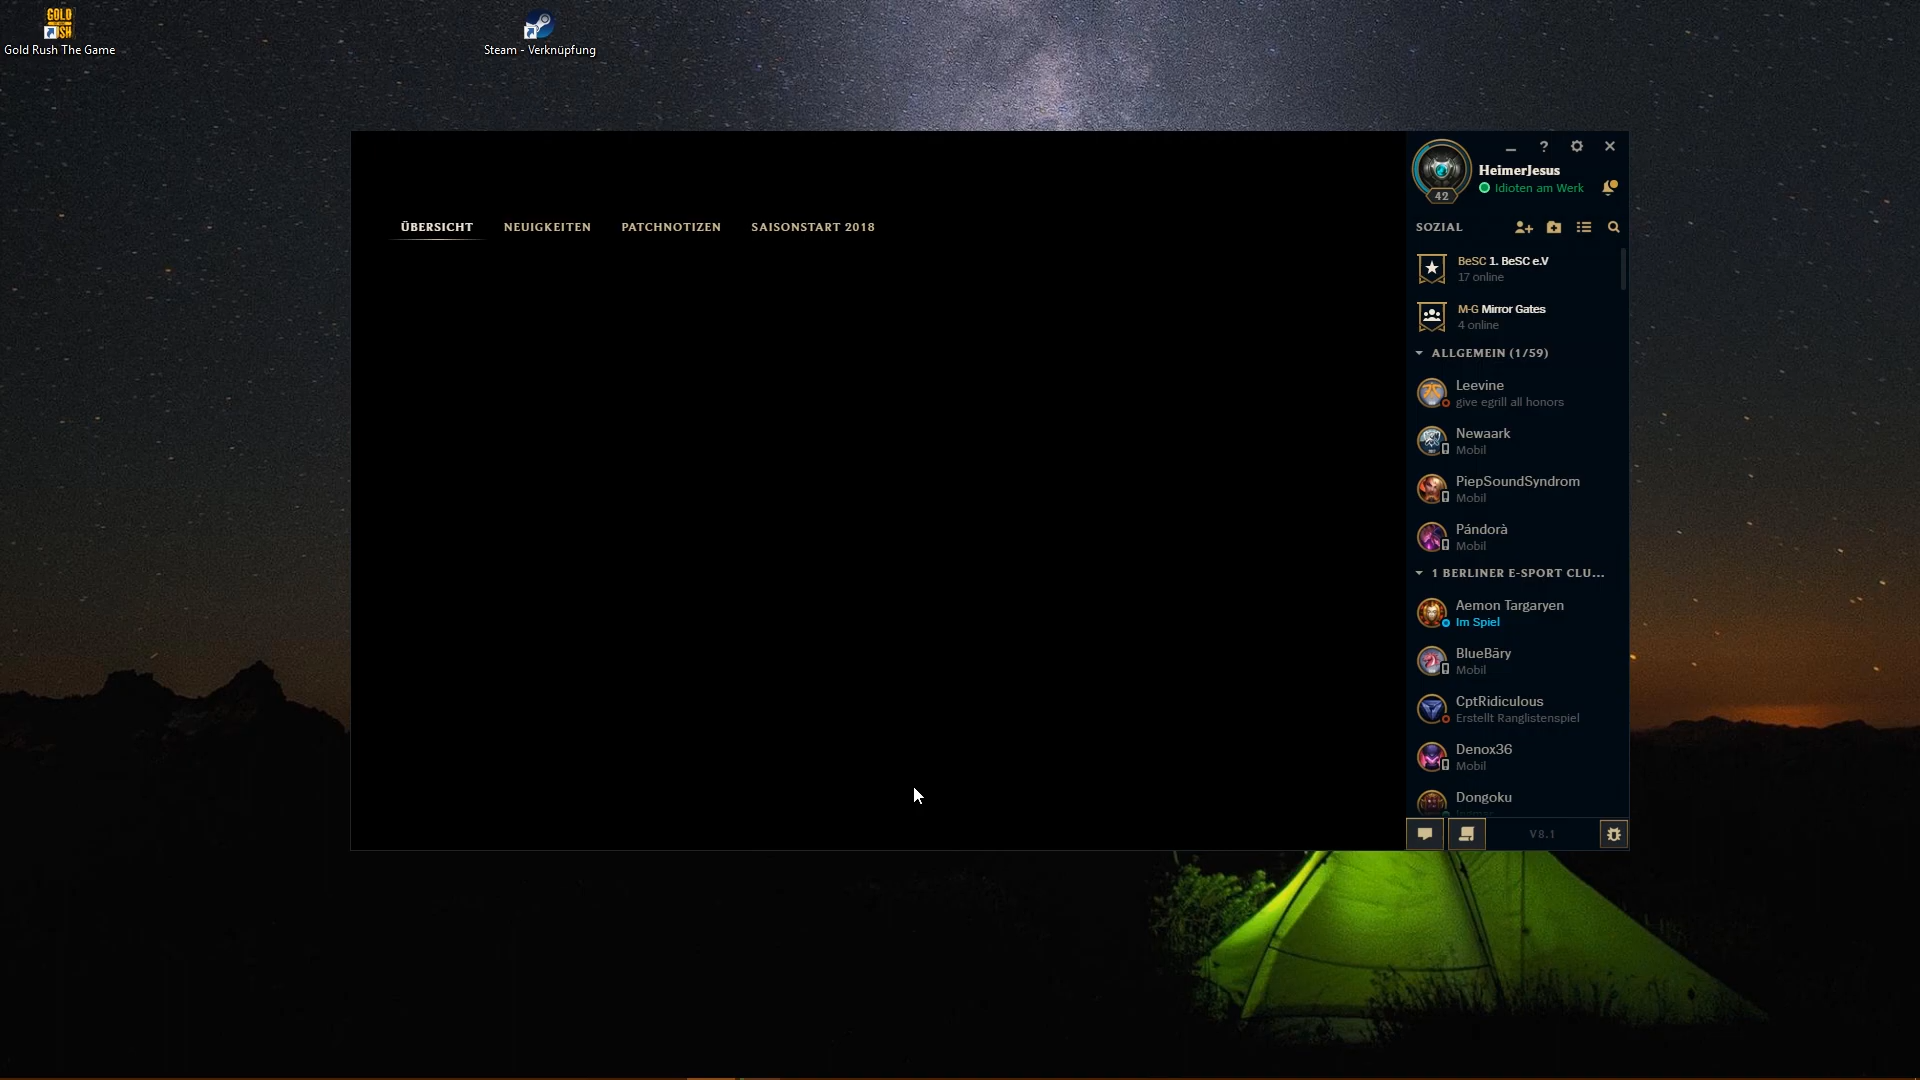 GOLD
RUSH
Gold Rush The Game
Steam - Verknüpfung
ÜBERSICHT
NEUIGKEITEN
PATCHNOTIZEN
SAISONSTART 2018
?
HeimerJesus
Idioten am Werk
42
SOZIAL
BeSC 1. BeSC e.V
17 online
M-G Mirror Gates
4 online
ALLGEMEIN (1/59)
Leevine
give egrill all honors
Newaark
Mobil
PiepSoundSyndrom
Mobil
Pándorà
Mobil
1 BERLINER E-SPORT CLU...
Aemon Targaryen
Im Spiel
BlueBāry
Mobil
CptRidiculous
Erstellt Ranglistenspiel
Denox36
Mobil
Dongoku
V8.1